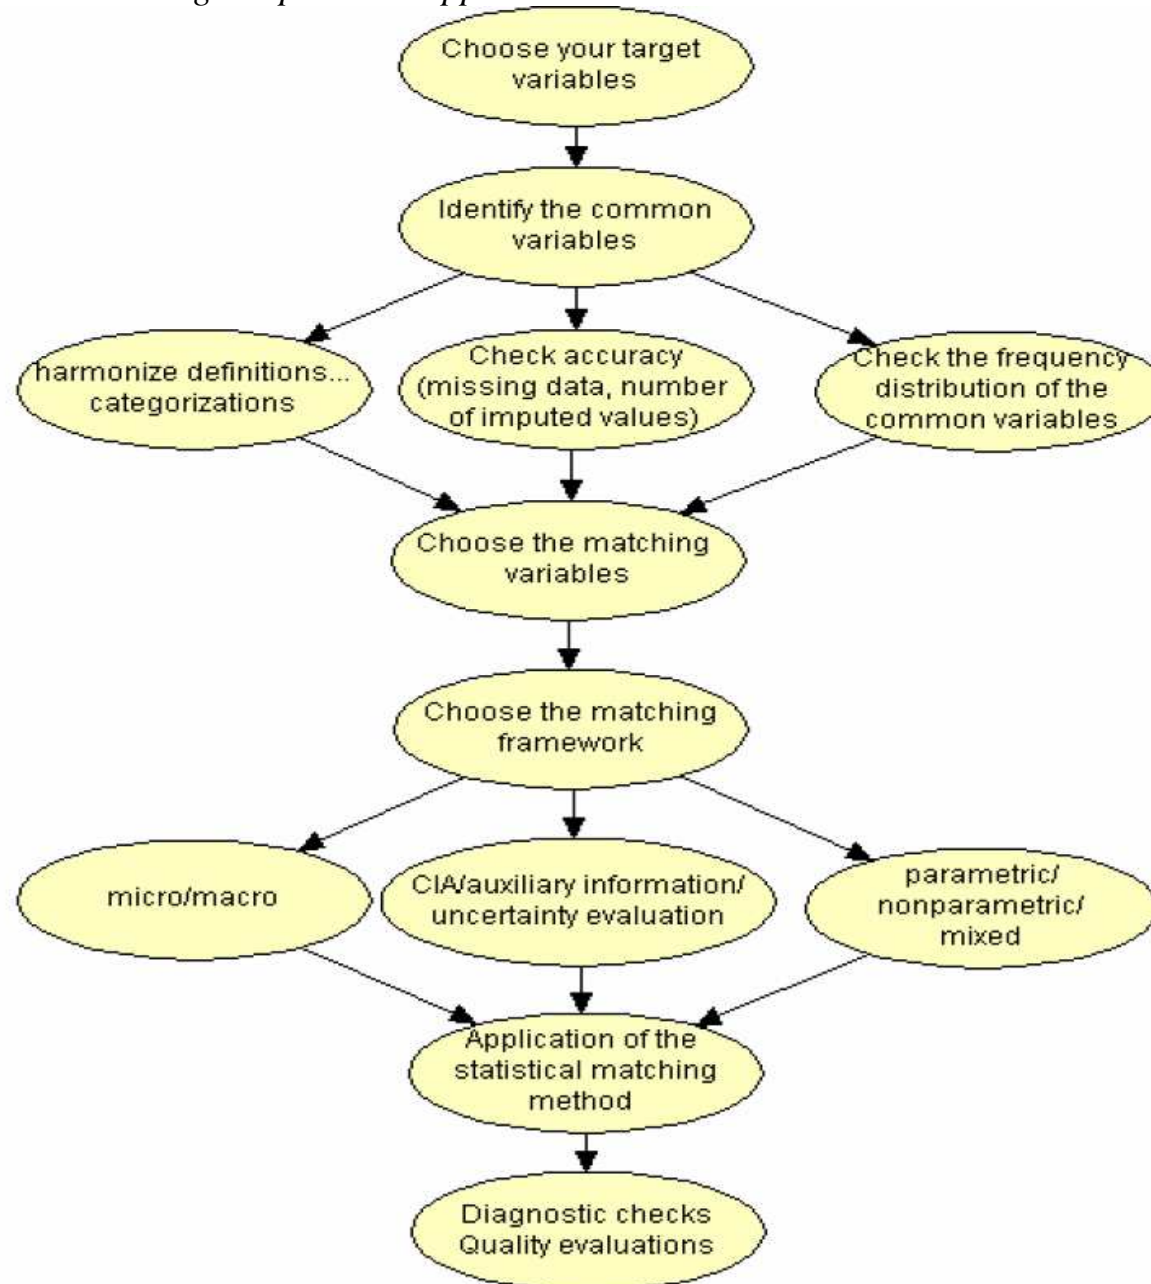 Choose your target
variables
Identify the common
variables
harmonize definitions...
categorizations
Check accuracy
(missing data, number
of imputed values)
Check the frequency
distribution of the
common variables
Choose the matching
variables
Choose the matching
framework
micro/macro
CIA/auxiliary information/
uncertainty evaluation
parametric/
nonparametric/
mixed
Application of the
statistical matching
method
Diagnostic checks
Quality evaluations